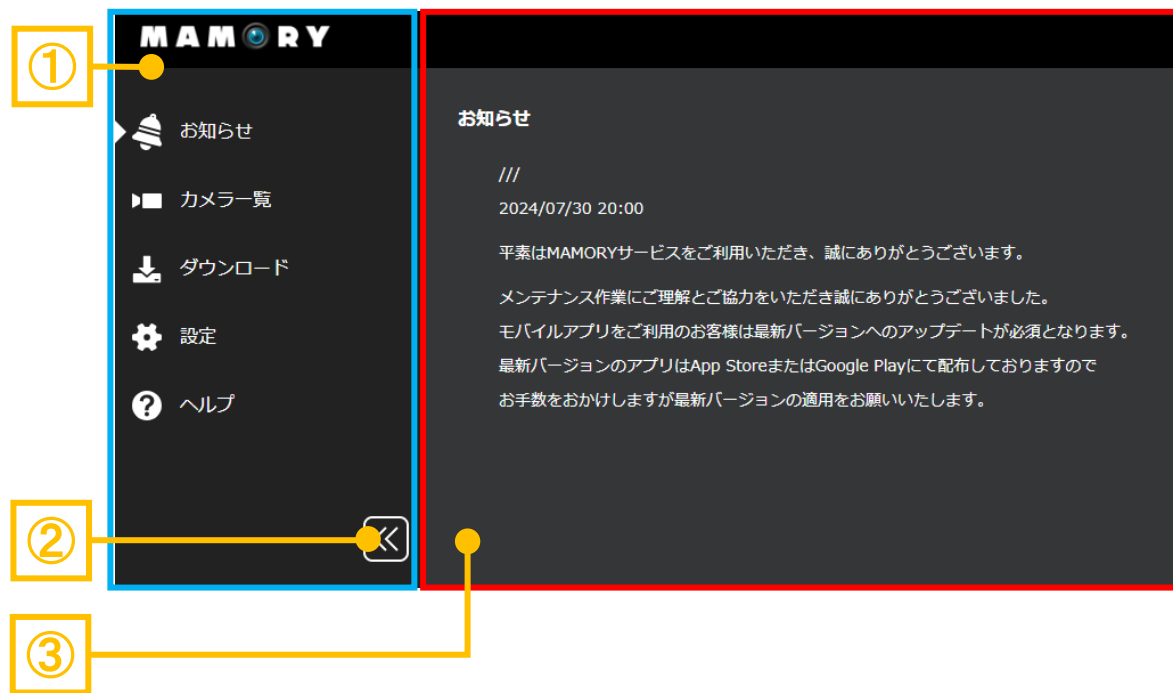 MAMORY
①
お知らせ
カメラ一覧
ダウンロード
設定
ヘルプ
②
③
お知らせ
///
2024/07/30 20:00
平素はMAMORYサービスをご利用いただき、誠にありがとうございます。
メンテナンス作業にご理解とご協力をいただき誠にありがとうございました。
モバイルアプリをご利用のお客様は最新バージョンへのアップデートが必須となります。
最新バージョンのアプリはApp StoreまたはGoogle Playにて配布しておりますので
お手数をおかけしますが最新バージョンの適用をお願いいたします。